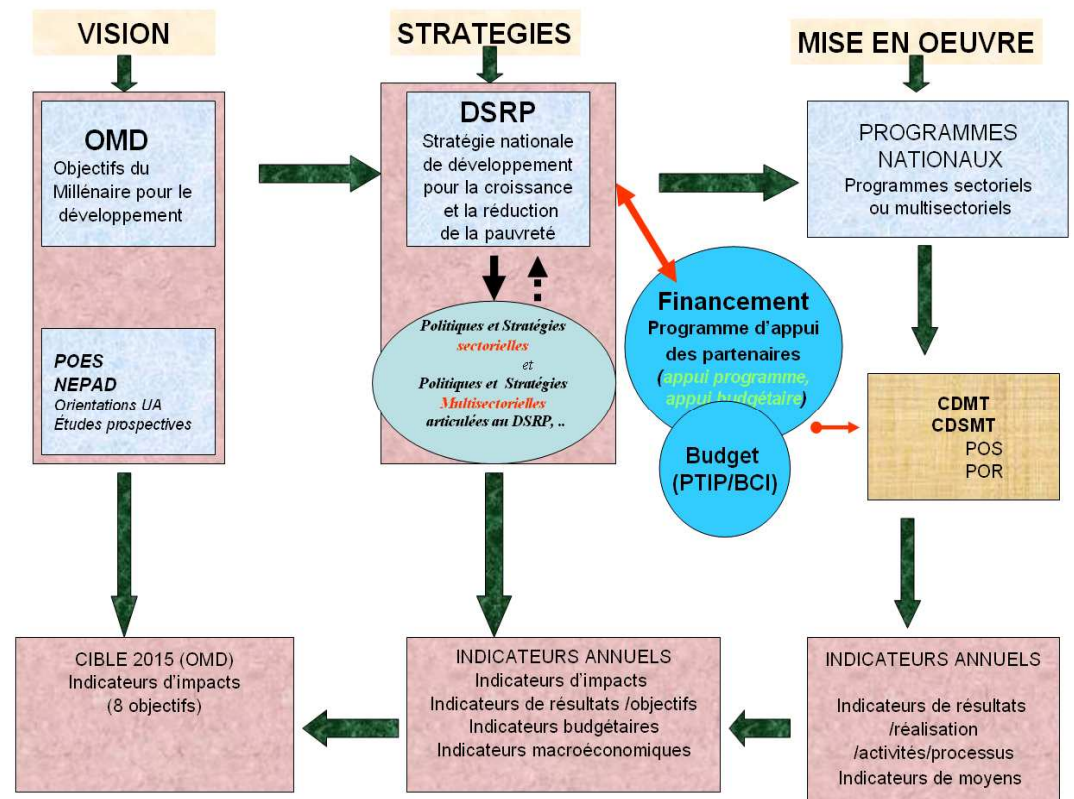 VISION
STRATEGIES
MISE EN OEUVRE
OMD
Objectifs du
Millénaire pour le
développement
POES
NEPAD
Orientations UA
Études prospectives
DSRP
Stratégie nationale
de développement
pour la croissance
et la réduction
de la pauvreté
Politiques et Stratégies
sectorielles
et
Politiques et Stratégies
Multisectorielles
articulées au DSRP, ..
PROGRAMMES
NATIONAUX
Programmes sectoriels
ou multisectoriels
Financement
Programme d'appui
des partenaires
(appui programme,
appui budgétaire)
Budget
(PTIP/BCI)
CDMT
CDSMT
POS
POR
CIBLE 2015 (OMD)
Indicateurs d'impacts
(8 objectifs)
INDICATEURS ANNUELS
Indicateurs d'impacts
Indicateurs de résultats /objectifs
Indicateurs budgétaires
Indicateurs macroéconomiques
INDICATEURS ANNUELS
Indicateurs de résultats
/réalisation
/activités/processus
Indicateurs de moyens